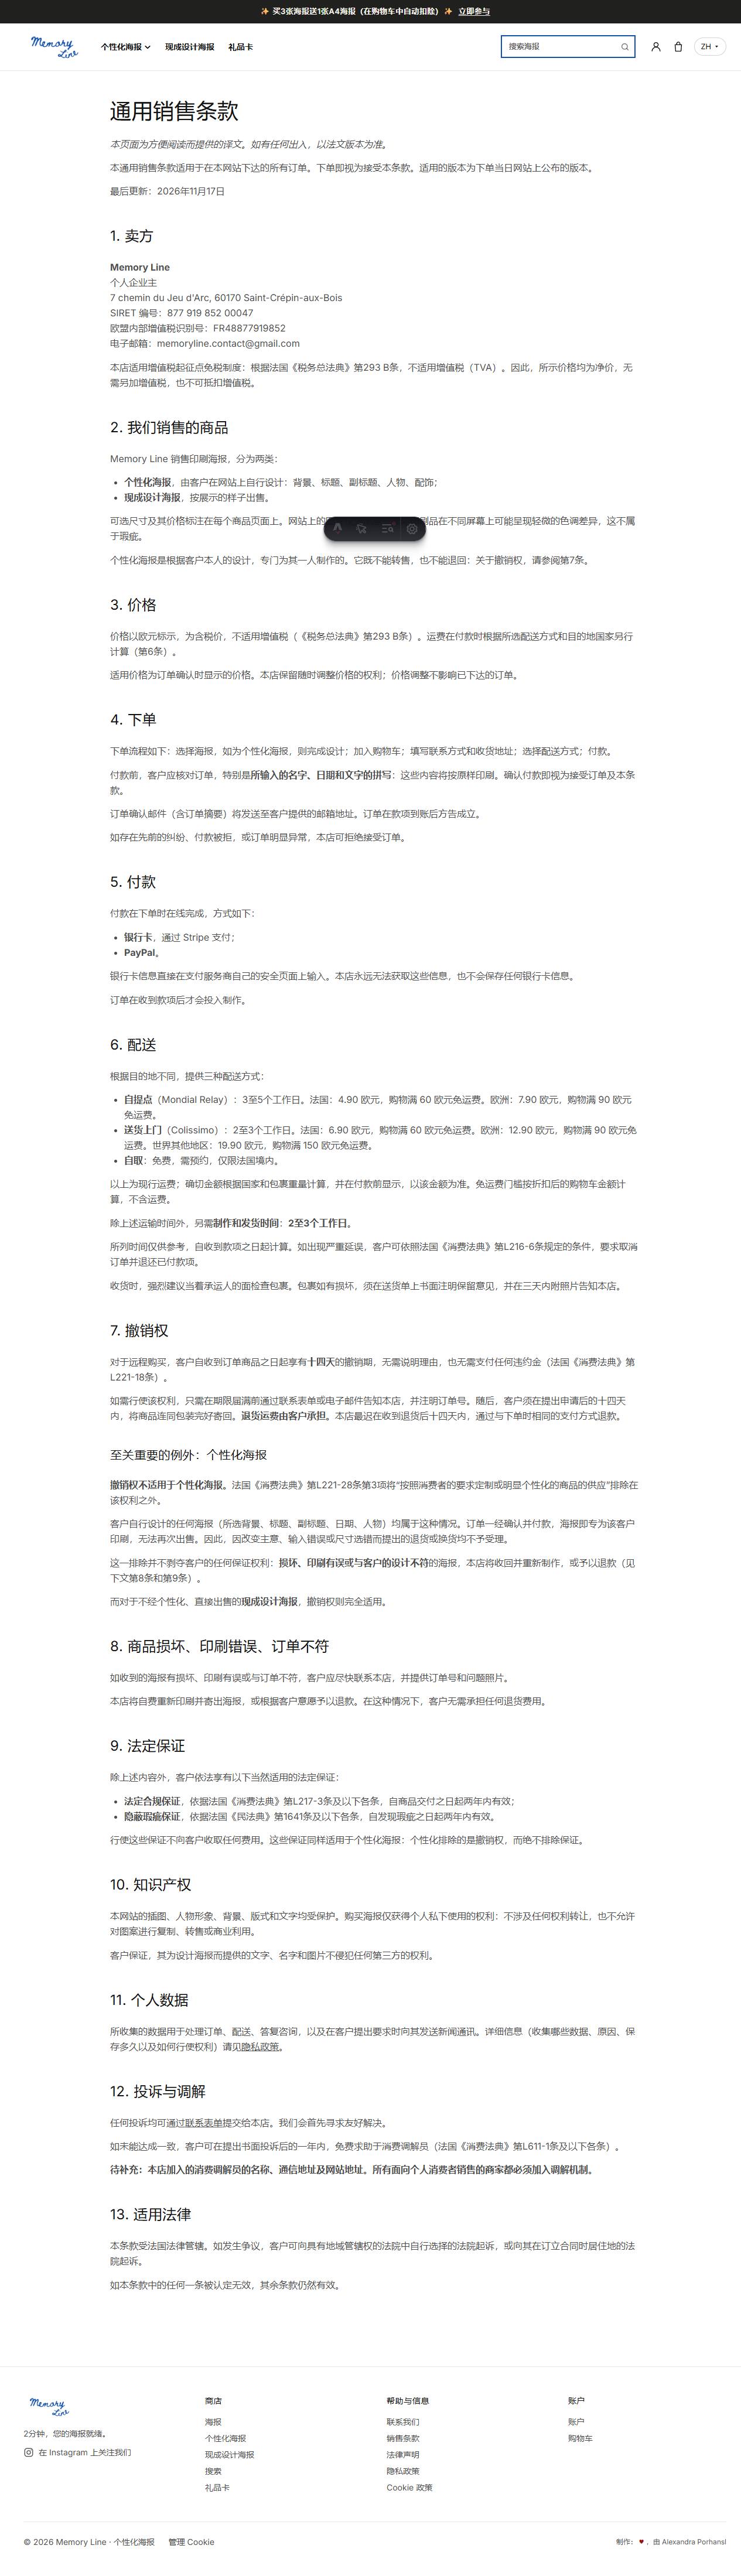 ✨ 买3张海报送1张A4海报（在购物车中自动扣除） ✨ 立即参与
Memory Line
个性化海报
现成设计海报
礼品卡
搜索海报
ZH
通用销售条款
本页面为方便阅读而提供的译文。如有任何出入，以法文版本为准。
本通用销售条款适用于在本网站下达的所有订单。下单即视为接受本条款。适用的版本为下单当日网站上公布的版本。
最后更新：2026年11月17日
1. 卖方
Memory Line
个人企业主
7 chemin du Jeu d'Arc, 60170 Saint-Crépin-aux-Bois
SIRET 编号：877 919 852 00047
欧盟内部增值税识别号：FR48877919852
电子邮箱：memoryline.contact@gmail.com
本店适用增值税起征点免税制度：根据法国《税务总法典》第293 B条，不适用增值税（TVA）。因此，所示价格均为净价，无
需另加增值税，也不可抵扣增值税。
2. 我们销售的商品
Memory Line 销售印刷海报，分为两类：
个性化海报，由客户在网站上自行设计：背景、标题、副标题、人物、配饰；
现成设计海报，按展示的样子出售。
可选尺寸及其价格标注在每个商品页面上。网站上的
品在不同屏幕上可能呈现轻微的色调差异，这不属
于瑕疵。
个性化海报是根据客户本人的设计，专门为其一人制作的。它既不能转售，也不能退回：关于撤销权，请参阅第7条。
3. 价格
价格以欧元标示，为含税价，不适用增值税（《税务总法典》第293 B条）。运费在付款时根据所选配送方式和目的地国家另行
计算（第6条）。
适用价格为订单确认时显示的价格。本店保留随时调整价格的权利；价格调整不影响已下达的订单。
4. 下单
下单流程如下：选择海报，如为个性化海报，则完成设计；加入购物车；填写联系方式和收货地址；选择配送方式；付款。
付款前，客户应核对订单，特别是所输入的名字、日期和文字的拼写：这些内容将按原样印刷。确认付款即视为接受订单及本条
款。
订单确认邮件（含订单摘要）将发送至客户提供的邮箱地址。订单在款项到账后方告成立。
如存在先前的纠纷、付款被拒，或订单明显异常，本店可拒绝接受订单。
5. 付款
付款在下单时在线完成，方式如下：
银行卡，通过 Stripe 支付；
PayPal。
银行卡信息直接在支付服务商自己的安全页面上输入。本店永远无法获取这些信息，也不会保存任何银行卡信息。
订单在收到款项后才会投入制作。
6. 配送
根据目的地不同，提供三种配送方式：
自提点（Mondial Relay）：3至5个工作日。法国：4.90 欧元，购物满 60 欧元免运费。欧洲：7.90 欧元，购物满 90 欧元
免运费。
送货上门（Colissimo）：2至3个工作日。法国：6.90 欧元，购物满 60 欧元免运费。欧洲：12.90 欧元，购物满 90 欧元免
运费。世界其他地区：19.90 欧元，购物满 150 欧元免运费。
自取：免费，需预约，仅限法国境内。
以上为现行运费；确切金额根据国家和包裹重量计算，并在付款前显示，以该金额为准。免运费门槛按折扣后的购物车金额计
算，不含运费。
除上述运输时间外，另需制作和发货时间：2至3个工作日。
所列时间仅供参考，自收到款项之日起计算。如出现严重延误，客户可依照法国《消费法典》第L216-6条规定的条件，要求取消
订单并退还已付款项。
收货时，强烈建议当着承运人的面检查包裹。包裹如有损坏，须在送货单上书面注明保留意见，并在三天内附照片告知本店。
7. 撤销权
对于远程购买，客户自收到订单商品之日起享有十四天的撤销期，无需说明理由，也无需支付任何违约金（法国《消费法典》第
L221-18条）。
如需行使该权利，只需在期限届满前通过联系表单或电子邮件告知本店，并注明订单号。随后，客户须在提出申请后的十四天
内，将商品连同包装完好寄回。退货运费由客户承担。本店最迟在收到退货后十四天内，通过与下单时相同的支付方式退款。
至关重要的例外：个性化海报
撤销权不适用于个性化海报。法国《消费法典》第L221-28条第3项将“按照消费者的要求定制或明显个性化的商品的供应”排除在
该权利之外。
客户自行设计的任何海报（所选背景、标题、副标题、日期、人物）均属于这种情况。订单一经确认并付款，海报即专为该客户
印刷，无法再次出售。因此，因改变主意、输入错误或尺寸选错而提出的退货或换货均不予受理。
这一排除并不剥夺客户的任何保证权利：损坏、印刷有误或与客户的设计不符的海报，本店将收回并重新制作，或予以退款（见
下文第8条和第9条）。
而对于不经个性化、直接出售的现成设计海报，撤销权则完全适用。
8. 商品损坏、印刷错误、订单不符
如收到的海报有损坏、印刷有误或与订单不符，客户应尽快联系本店，并提供订单号和问题照片。
本店将自费重新印刷并寄出海报，或根据客户意愿予以退款。在这种情况下，客户无需承担任何退货费用。
9. 法定保证
除上述内容外，客户依法享有以下当然适用的法定保证：
法定合规保证，依据法国《消费法典》第L217-3条及以下各条，自商品交付之日起两年内有效；
隐蔽瑕疵保证，依据法国《民法典》第1641条及以下各条，自发现瑕疵之日起两年内有效。
行使这些保证不向客户收取任何费用。这些保证同样适用于个性化海报：个性化排除的是撤销权，而绝不排除保证。
10. 知识产权
本网站的插图、人物形象、背景、版式和文字均受保护。购买海报仅获得个人私下使用的权利：不涉及任何权利转让，也不允许
对图案进行复制、转售或商业利用。
客户保证，其为设计海报而提供的文字、名字和图片不侵犯任何第三方的权利。
11. 个人数据
所收集的数据用于处理订单、配送、答复咨询，以及在客户提出要求时向其发送新闻通讯。详细信息（收集哪些数据、原因、保
存多久以及如何行使权利）请见隐私政策。
12. 投诉与调解
任何投诉均可通过联系表单提交给本店。我们会首先寻求友好解决。
如未能达成一致，客户可在提出书面投诉后的一年内，免费求助于消费调解员（法国《消费法典》第L611-1条及以下各条）。
待补充：本店加入的消费调解员的名称、通信地址及网站地址。所有面向个人消费者销售的商家都必须加入调解机制。
13. 适用法律
本条款受法国法律管辖。如发生争议，客户可向具有地域管辖权的法院中自行选择的法院起诉，或向其在订立合同时居住地的法
院起诉。
如本条款中的任何一条被认定无效，其余条款仍然有效。
Memory Line
2分钟，您的海报就绪。
在 Instagram 上关注我们
商店
海报
个性化海报
现成设计海报
搜索
礼品卡
帮助与信息
联系我们
销售条款
法律声明
隐私政策
Cookie 政策
账户
账户
购物车
© 2026 Memory Line · 个性化海报
管理 Cookie
制作： ♥ ，由 Alexandra Porhansl